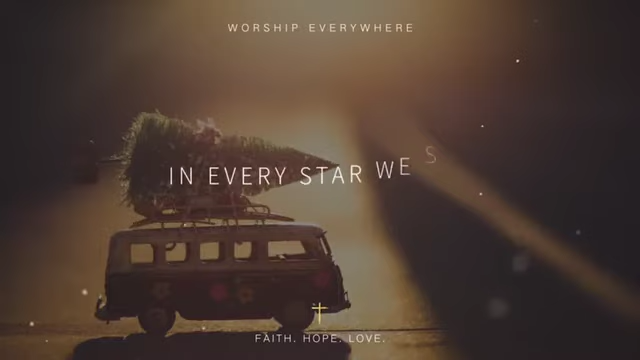 WORSHIP EVERYWHERE
IN EVERY STAR WE S
FAITH. HOPE. LOVE.